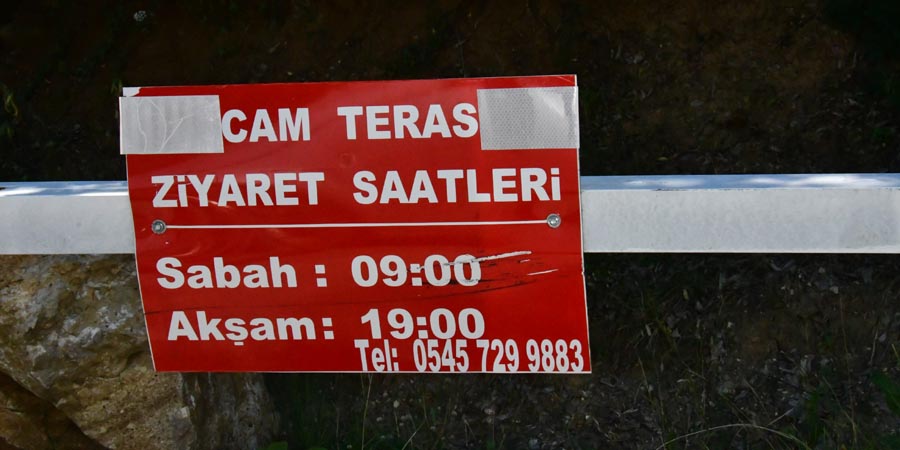 CAM TERAS
ZiYARET SAATLERi
Sabah : 09:00
Akşam : 19:00
Tel: 0545 729 9883